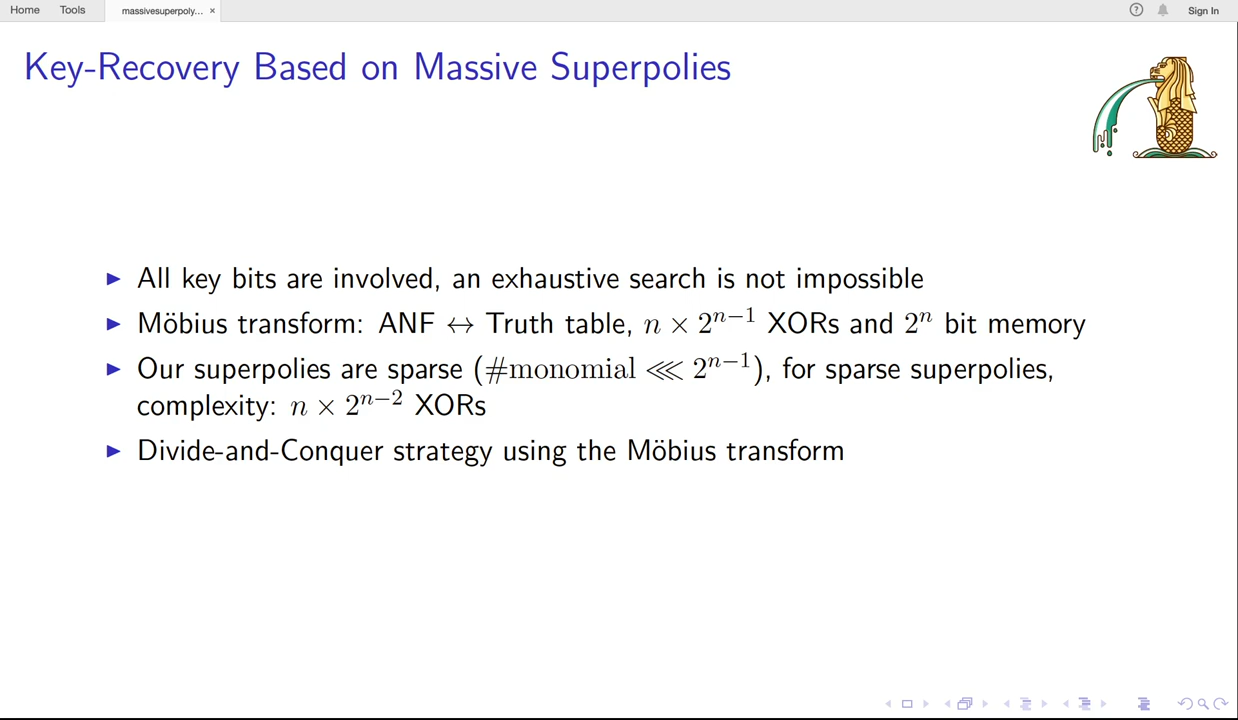 Home Tools massivesuperpoly... × Sign In
Key-Recovery Based on Massive Superpolies
▶ All key bits are involved, an exhaustive search is not impossible
▶ Möbius transform: ANF ↔ Truth table, n × 2^{n−1} XORs and 2^n bit memory
▶ Our superpolies are sparse (#monomial ⋘ 2^{n−1}), for sparse superpolies,
complexity: n × 2^{n−2} XORs
▶ Divide-and-Conquer strategy using the Möbius transform